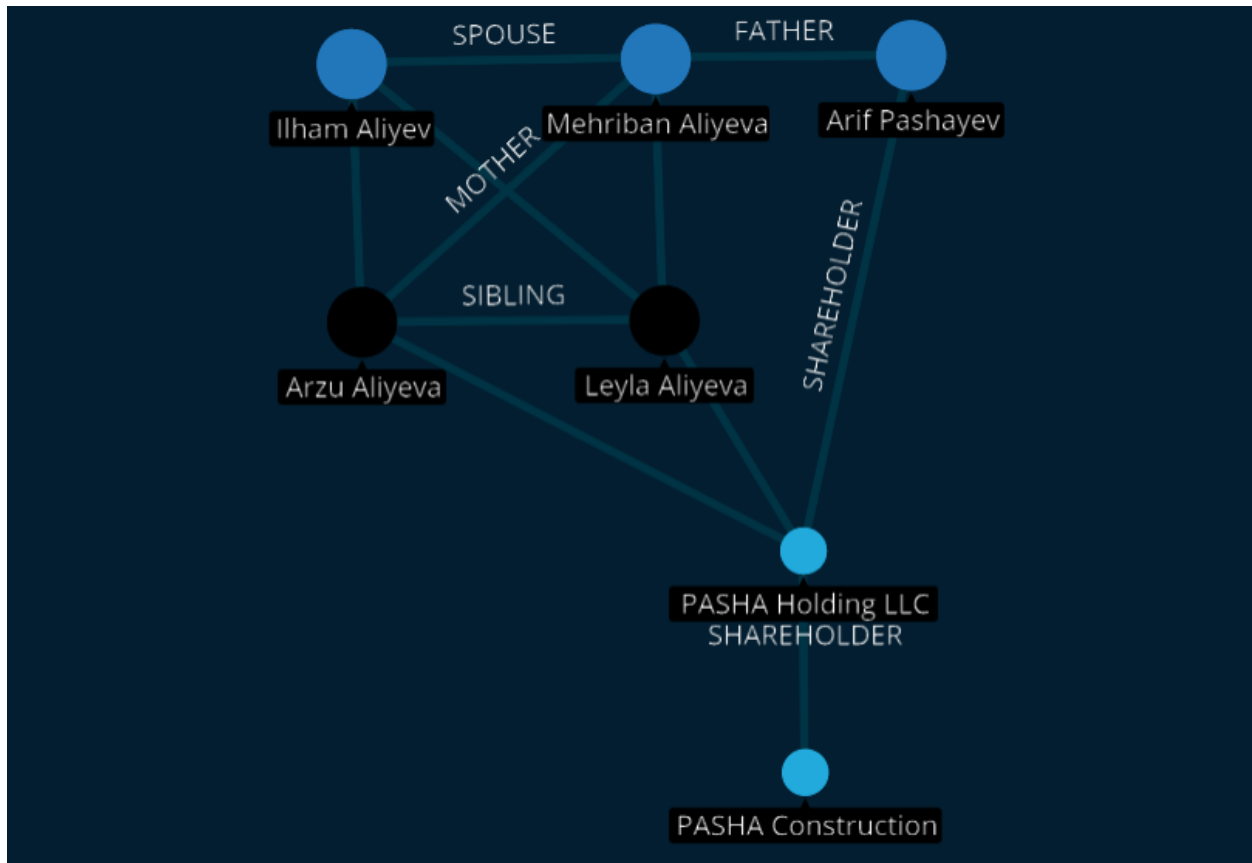 SPOUSE
FATHER
Ilham Aliyev
Mehriban Aliyeva
Arif Pashayev
MOTHER
SHAREHOLDER
SIBLING
Arzu Aliyeva
Leyla Aliyeva
PASHA Holding LLC
SHAREHOLDER
PASHA Construction